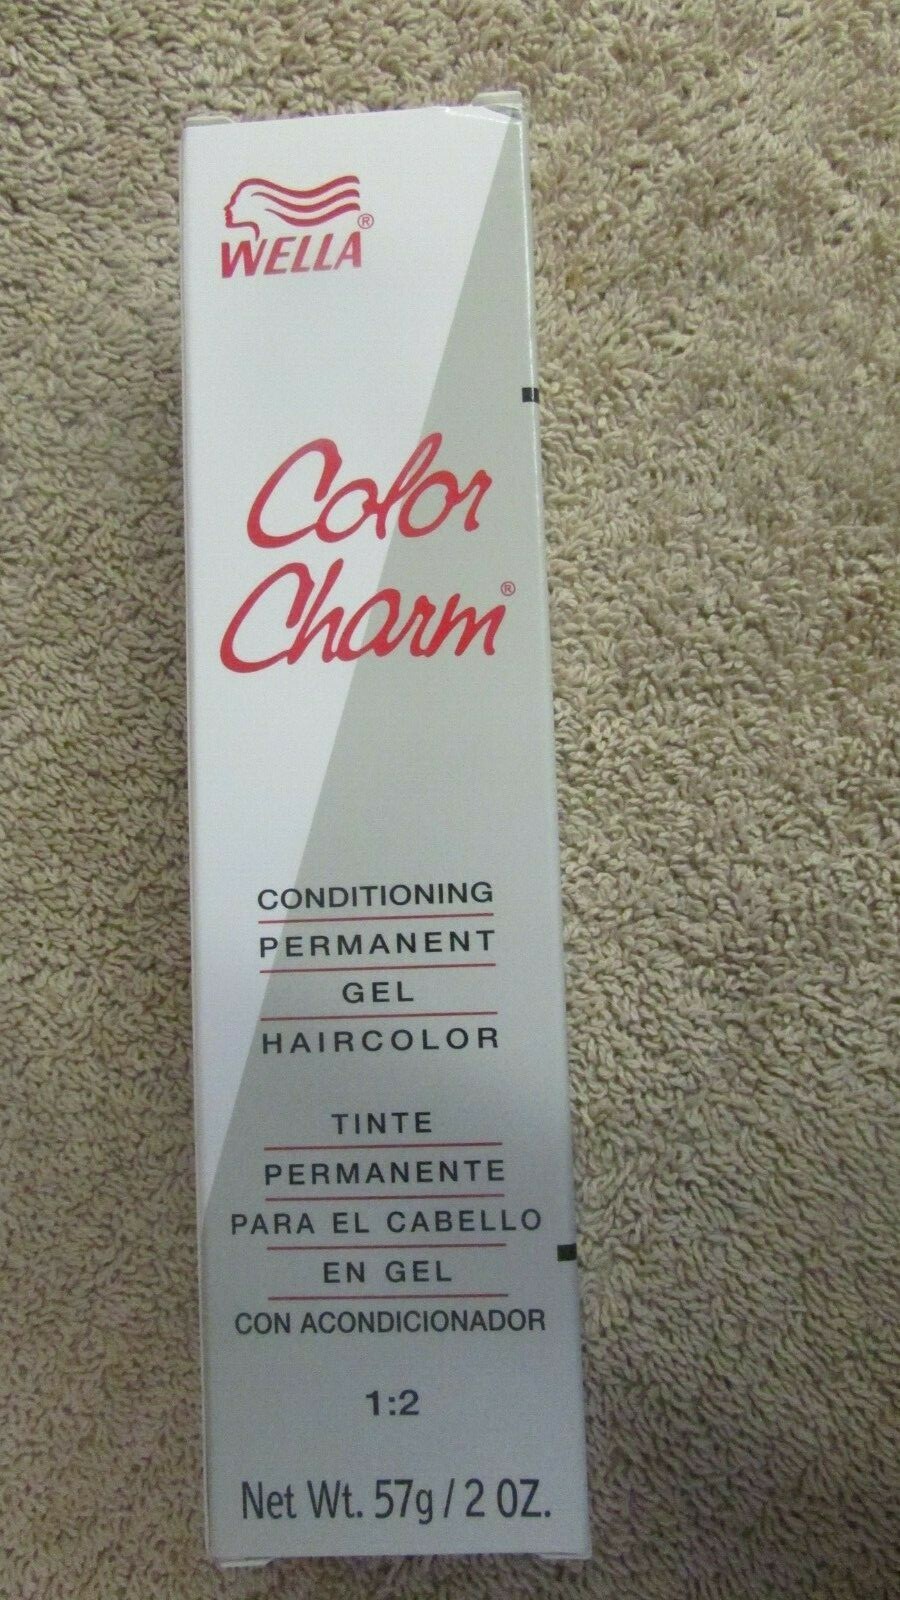 WELLA®
Color
Charm®
CONDITIONING
PERMANENT
GEL
HAIRCOLOR
TINTE
PERMANENTE
PARA EL CABELLO
EN GEL
CON ACONDICIONADOR
1:2
Net Wt. 57g / 2 OZ.